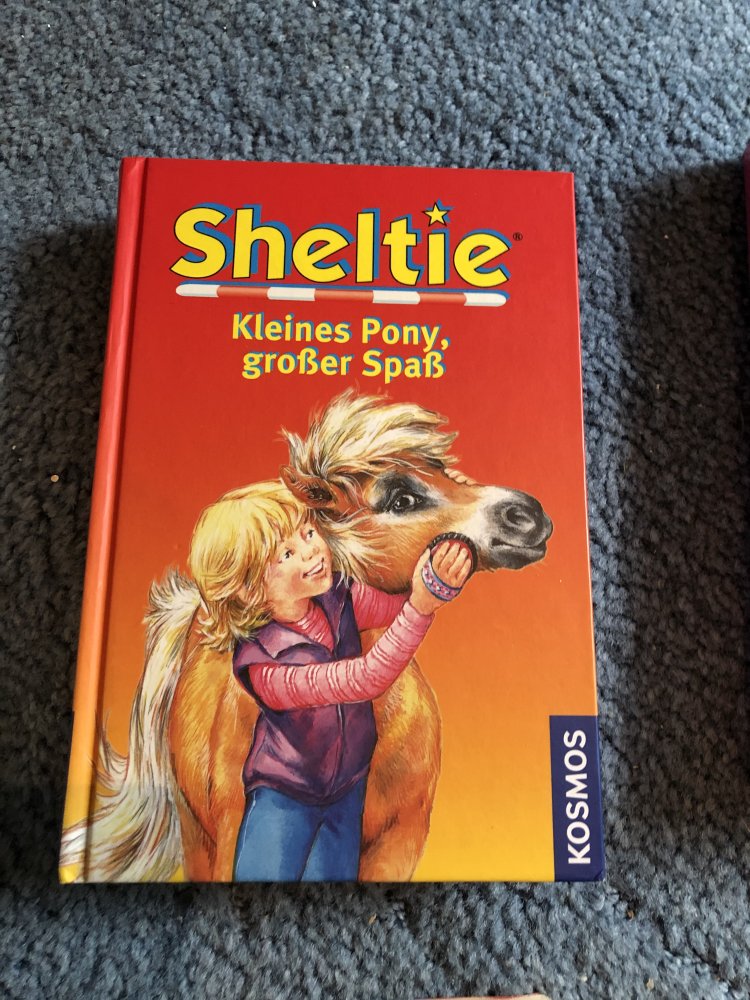 Sheltie®
Kleines Pony,
großer Spaß
KOSMOS